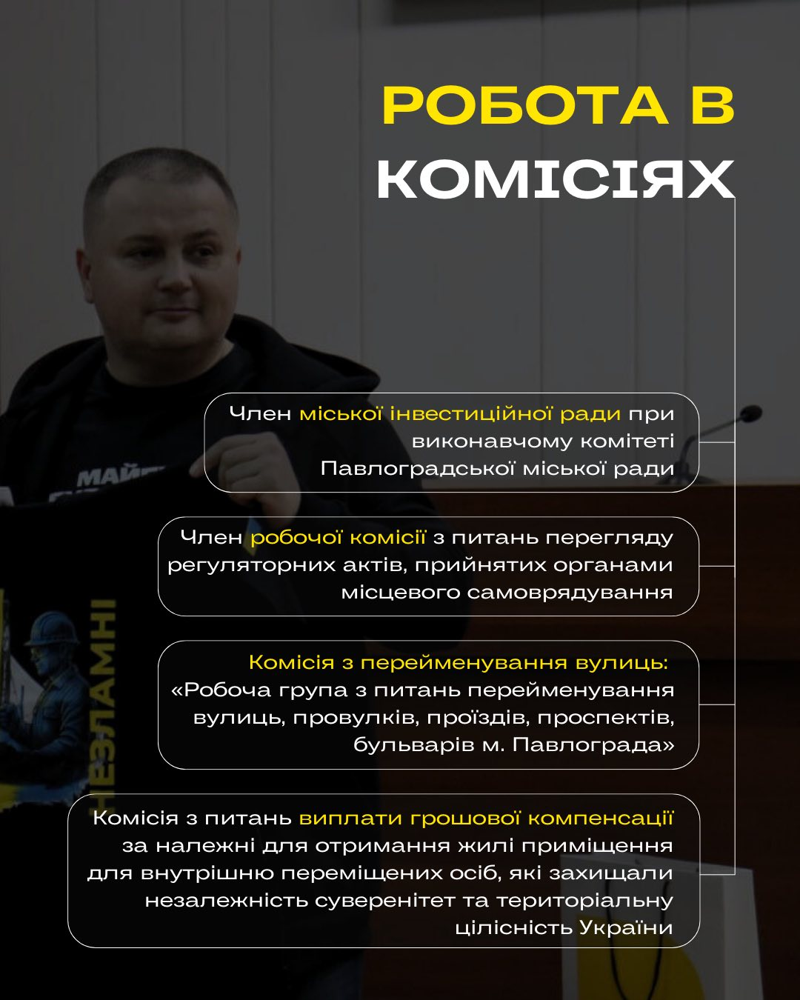 РОБОТА В
КОМІСІЯХ
Член міської інвестиційної ради при
виконавчому комітеті
Павлоградської міської ради
Член робочої комісії з питань перегляду
регуляторних актів, прийнятих органами
місцевого самоврядування
Комісія з перейменування вулиць:
«Робоча група з питань перейменування
вулиць, провулків, проїздів, проспектів,
бульварів м. Павлограда»
Комісія з питань виплати грошової компенсації
за належні для отримання жилі приміщення
для внутрішню переміщених осіб, які захищали
незалежність суверенітет та територіальну
цілісність України
НЕЗЛАМНІ